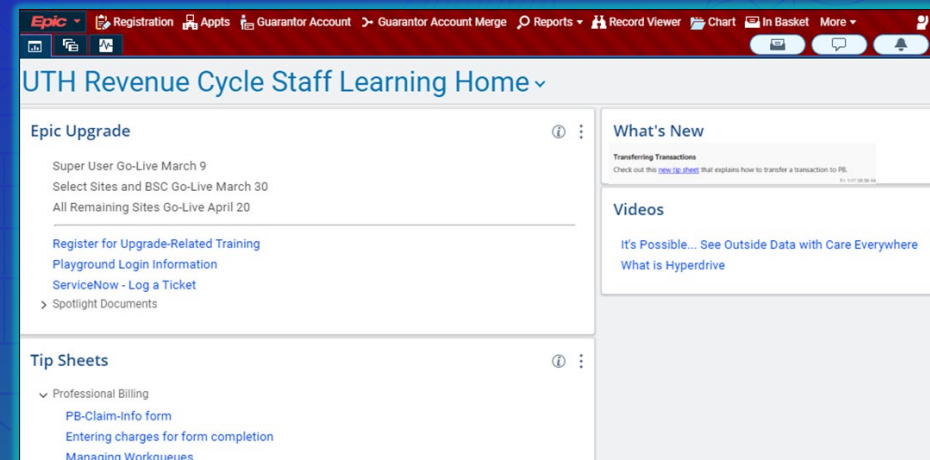 Epic Registration Appts Guarantor Account Guarantor Account Merge Reports Record Viewer Chart In Basket More
UTH Revenue Cycle Staff Learning Home
Epic Upgrade
Super User Go-Live March 9
Select Sites and BSC Go-Live March 30
All Remaining Sites Go-Live April 20
Register for Upgrade-Related Training
Playground Login Information
ServiceNow - Log a Ticket
Spotlight Documents
What's New
Transferring Transactions
Check out this new tip sheet that explains how to transfer a transaction to PB.
Videos
It's Possible... See Outside Data with Care Everywhere
What is Hyperdrive
Tip Sheets
Professional Billing
PB-Claim-Info form
Entering charges for form completion
Managing Workqueues